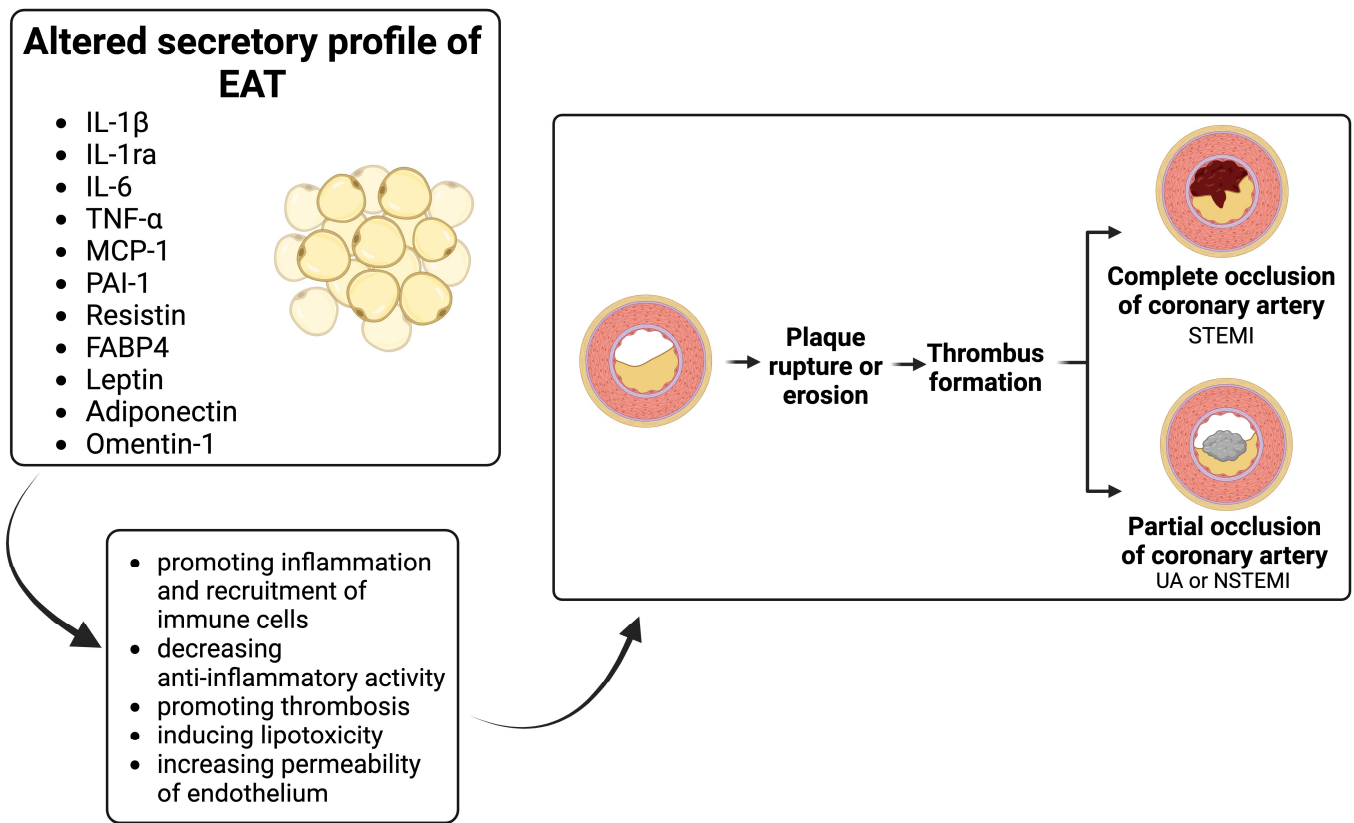 Altered secretory profile of
EAT
• IL-1β
• IL-1ra
• IL-6
• TNF-α
• MCP-1
• PAI-1
• Resistin
• FABP4
• Leptin
• Adiponectin
• Omentin-1
• promoting inflammation
and recruitment of
immune cells
• decreasing
anti-inflammatory activity
• promoting thrombosis
• inducing lipotoxicity
• increasing permeability
of endothelium
Plaque
rupture or
erosion
Thrombus
formation
Complete occlusion
of coronary artery
STEMI
Partial occlusion
of coronary artery
UA or NSTEMI